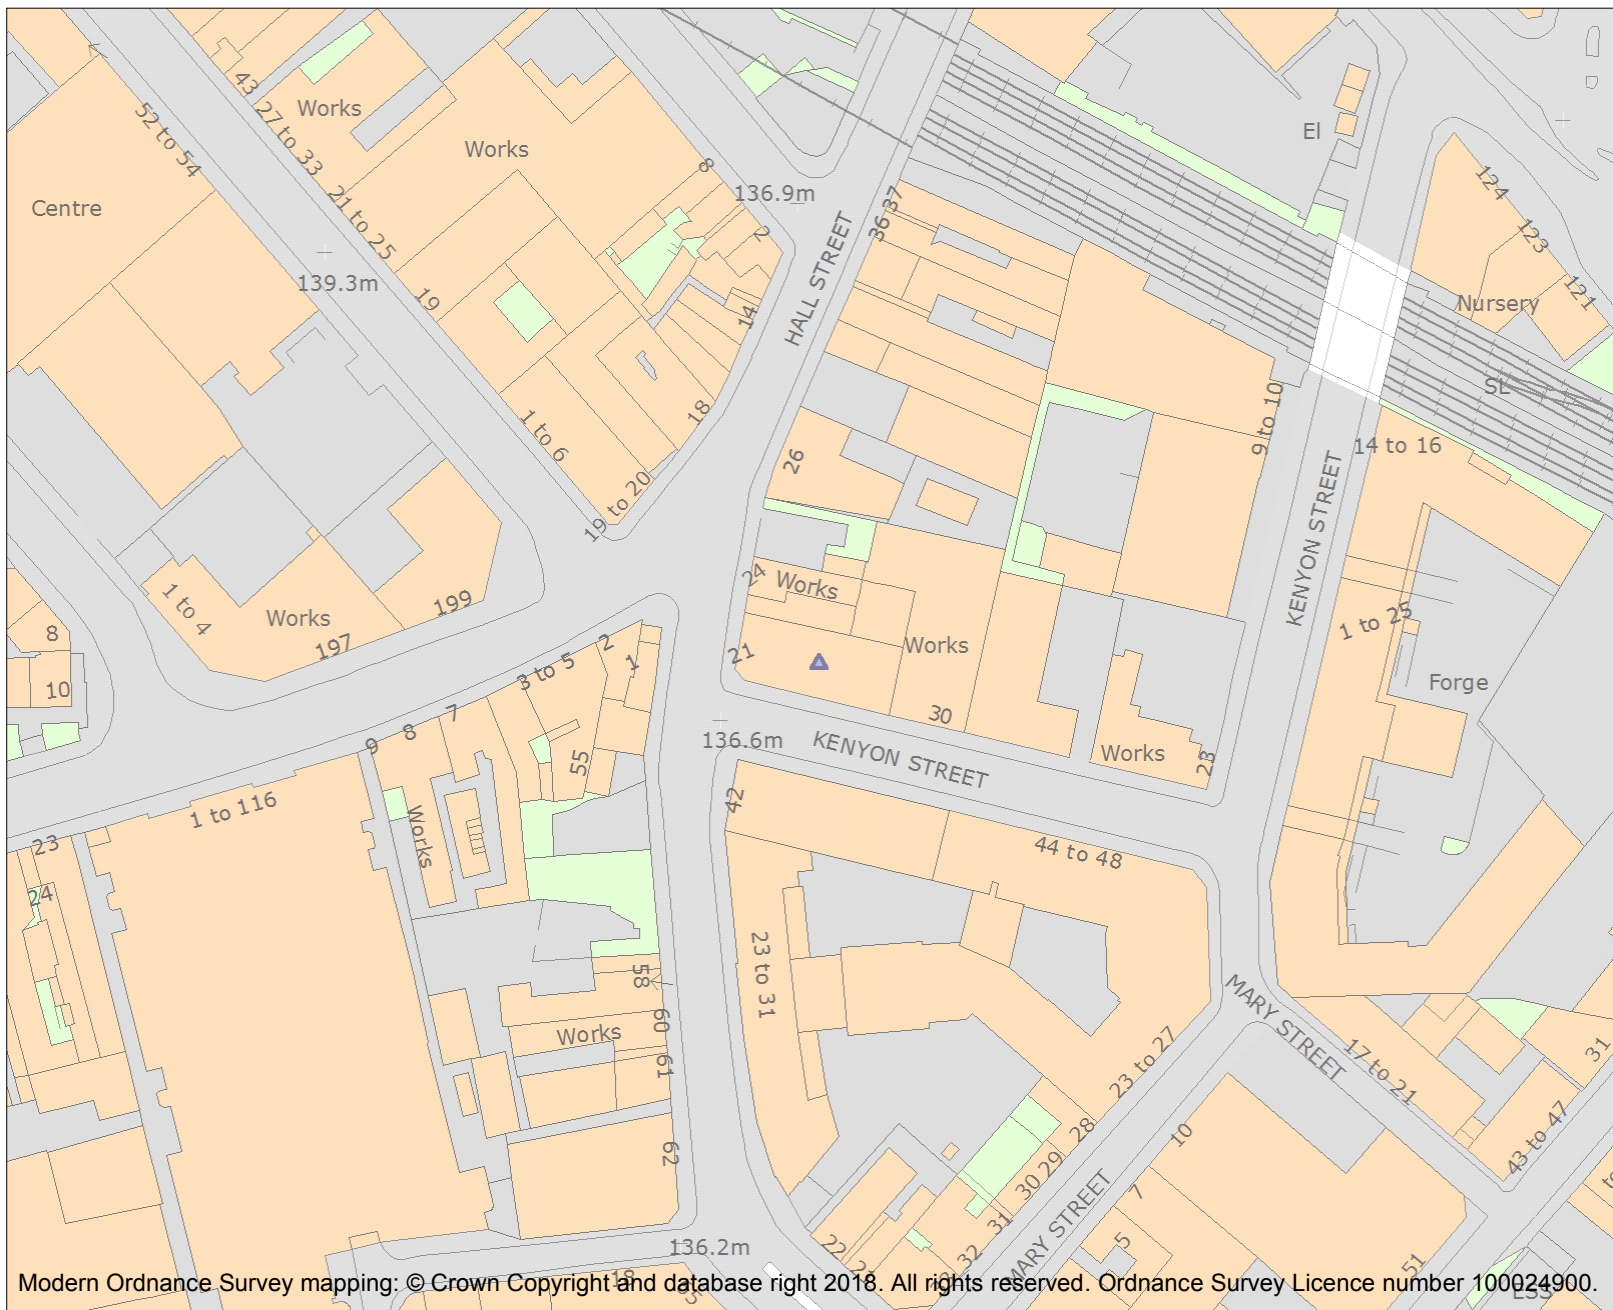 43
27 to 33
Works
52 to 54
Works
8
136.9m
2
36 37
El
124
Centre
21 to 25
HALL STREET
123
139.3m
19
14
121
Nursery
SL
18
9 to 10
1 to 6
26
14 to 16
19 to 20
KENYON STREET
24
Works
1 to 4
199
Works
1 to 25
8
197
2
1
21
Works
3 to 5
10
Forge
7
30
8
9
136.6m
KENYON STREET
55
Works
23
42
1 to 116
Works
23
44 to 48
24
23 to 31
58
MARY STREET
60
Works
61
23 to 27
17 to 21
31
28
62
10
43 to 47
29
30
7
31
MARY STREET
22
5
136.2m
32
51
18
ESS
Modern Ordnance Survey mapping: © Crown Copyright and database right 2018. All rights reserved. Ordnance Survey Licence number 100024900.